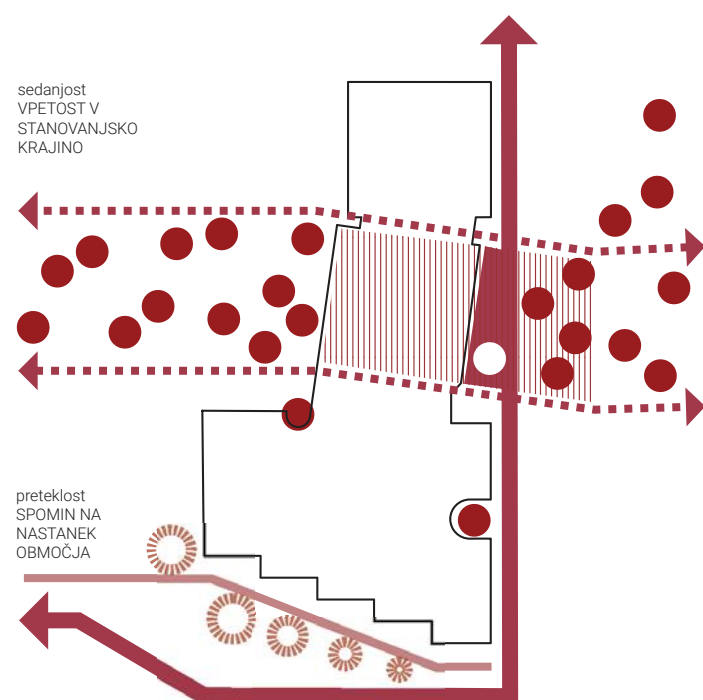 sedanjost
VPETOST V
STANOVANJSKO
KRAJINO
preteklost
SPOMIN NA
NASTANEK
OBMOČJA